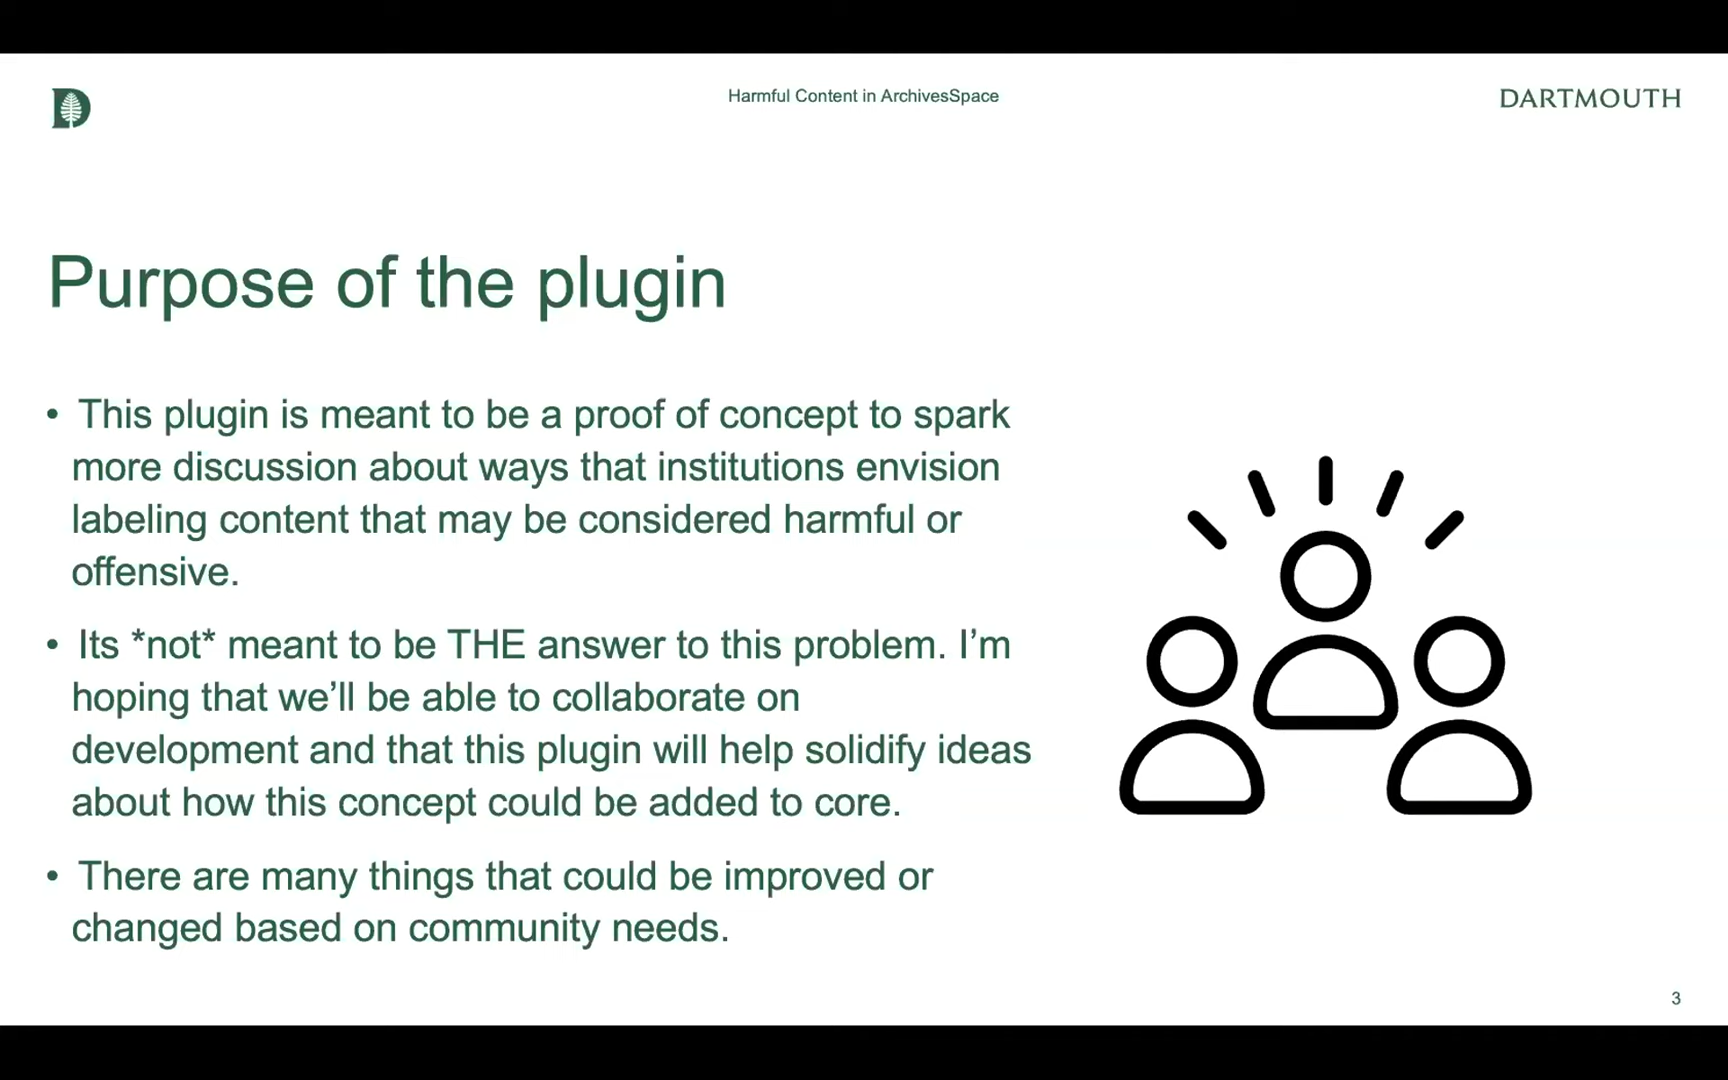 Harmful Content in ArchivesSpace
DARTMOUTH
Purpose of the plugin
• This plugin is meant to be a proof of concept to spark
more discussion about ways that institutions envision
labeling content that may be considered harmful or
offensive.
• Its *not* meant to be THE answer to this problem. I’m
hoping that we’ll be able to collaborate on
development and that this plugin will help solidify ideas
about how this concept could be added to core.
• There are many things that could be improved or
changed based on community needs.
3